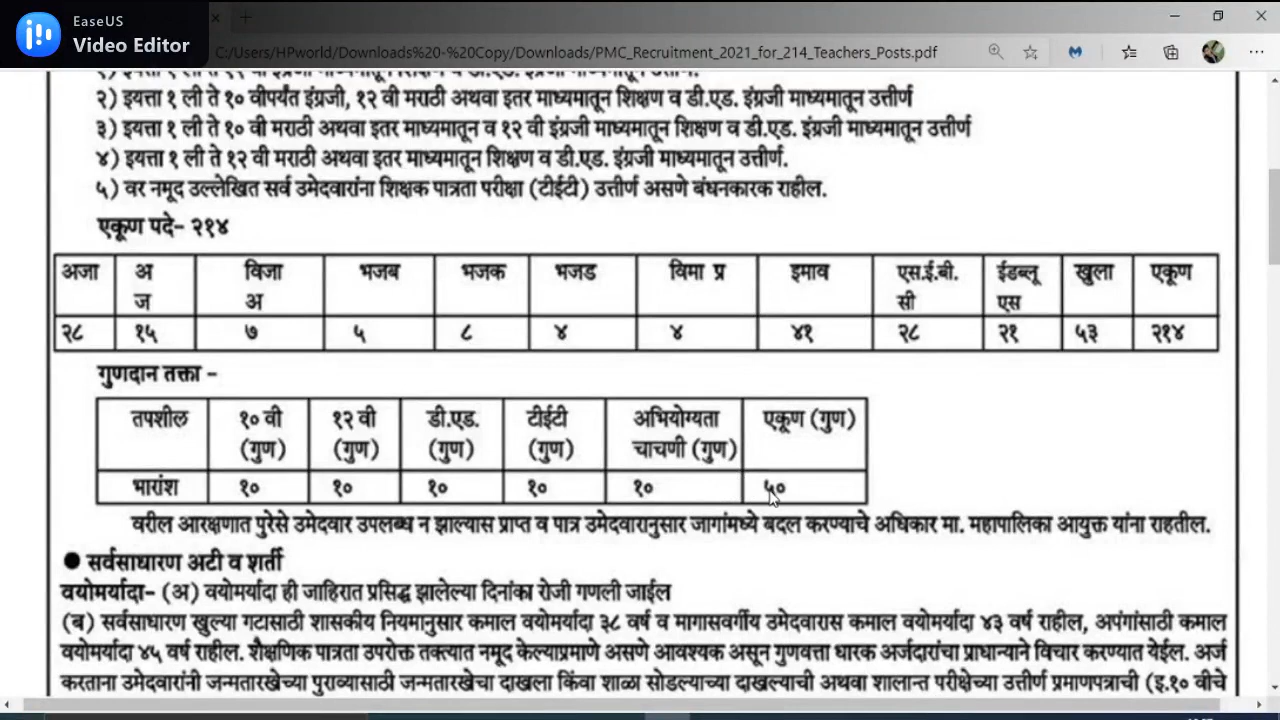 EaseUS
Video Editor
C:/Users/HPworld/Downloads%20-%20Copy/Downloads/PMC_Recruitment_2021_for_214_Teachers_Posts.pdf
२) इयत्ता १ ली ते १० वीपर्यंत इंग्रजी, १२ वी मराठी अथवा इतर माध्यमातून शिक्षण व डी.एड. इंग्रजी माध्यमातून उत्तीर्ण
३) इयत्ता १ ली ते १० वी मराठी अथवा इतर माध्यमातून व १२ वी इंग्रजी माध्यमातून शिक्षण व डी.एड. इंग्रजी माध्यमातून उत्तीर्ण
४) इयत्ता १ ली ते १२ वी मराठी अथवा इतर माध्यमातून शिक्षण व डी.एड. इंग्रजी माध्यमातून उत्तीर्ण.
५) वर नमूद उल्लेखित सर्व उमेदवारांना शिक्षक पात्रता परीक्षा (टीईटी) उत्तीर्ण असणे बंधनकारक राहील.
एकूण पदे- २१४
अजा अ विजा भजब भजक भजड विमा प्र इमाव एस.ई.बी. ईडब्लू खुला एकूण
ज अ सी एस
२८ १५ ७ ५ ८ ४ ४ ४१ २८ २१ ५३ २१४
गुणदान तक्ता -
तपशील १० वी १२ वी डी.एड. टीईटी अभियोग्यता एकूण (गुण)
(गुण) (गुण) (गुण) (गुण) चाचणी (गुण)
भारांश १० १० १० १० १० ५०
वरील आरक्षणात पुरेसे उमेदवार उपलब्ध न झाल्यास प्राप्त व पात्र उमेदवारानुसार जागांमध्ये बदल करण्याचे अधिकार मा. महापालिका आयुक्त यांना राहतील.
● सर्वसाधारण अटी व शर्ती
वयोमर्यादा- (अ) वयोमर्यादा ही जाहिरात प्रसिद्ध झालेल्या दिनांका रोजी गणली जाईल
(ब) सर्वसाधारण खुल्या गटासाठी शासकीय नियमानुसार कमाल वयोमर्यादा ३८ वर्ष व मागासवर्गीय उमेदवारास कमाल वयोमर्यादा ४३ वर्ष राहील, अपंगांसाठी कमाल
वयोमर्यादा ४५ वर्ष राहील. शैक्षणिक पात्रता उपरोक्त तक्त्यात नमूद केल्याप्रमाणे असणे आवश्यक असून गुणवत्ता धारक अर्जदारांचा प्राधान्याने विचार करण्यात येईल. अर्ज
करताना उमेदवारांनी जन्मतारखेच्या पुराव्यासाठी जन्मतारखेचा दाखला किंवा शाळा सोडल्याच्या दाखल्याची अथवा शालान्त परीक्षेच्या उत्तीर्ण प्रमाणपत्राची (इ.१० वीचे